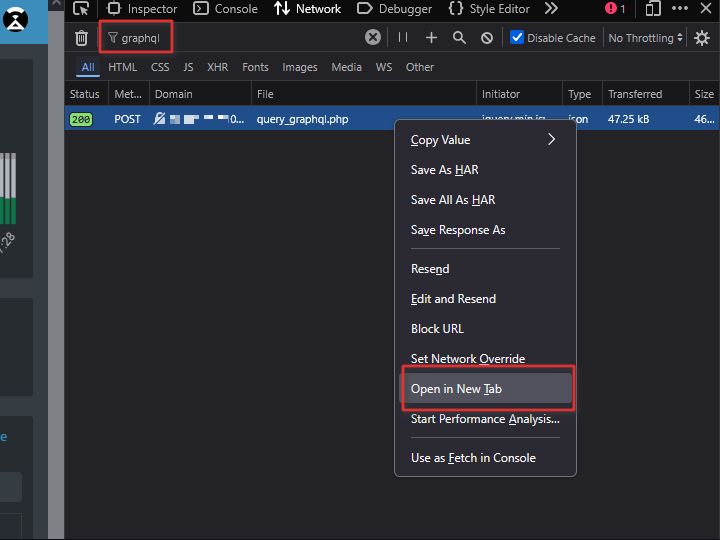 Inspector Console Network Debugger Style Editor 1
graphql Disable Cache No Throttling
All HTML CSS JS XHR Fonts Images Media WS Other
Status Met... Domain File Initiator Type Transferred Size
200 POST 0... query_graphql.php jquery.min.js: json 47.25 kB 46...
Copy Value
Save As HAR
Save All As HAR
Save Response As
Resend
Edit and Resend
Block URL
Set Network Override
Open in New Tab
Start Performance Analysis...
Use as Fetch in Console
:28
e